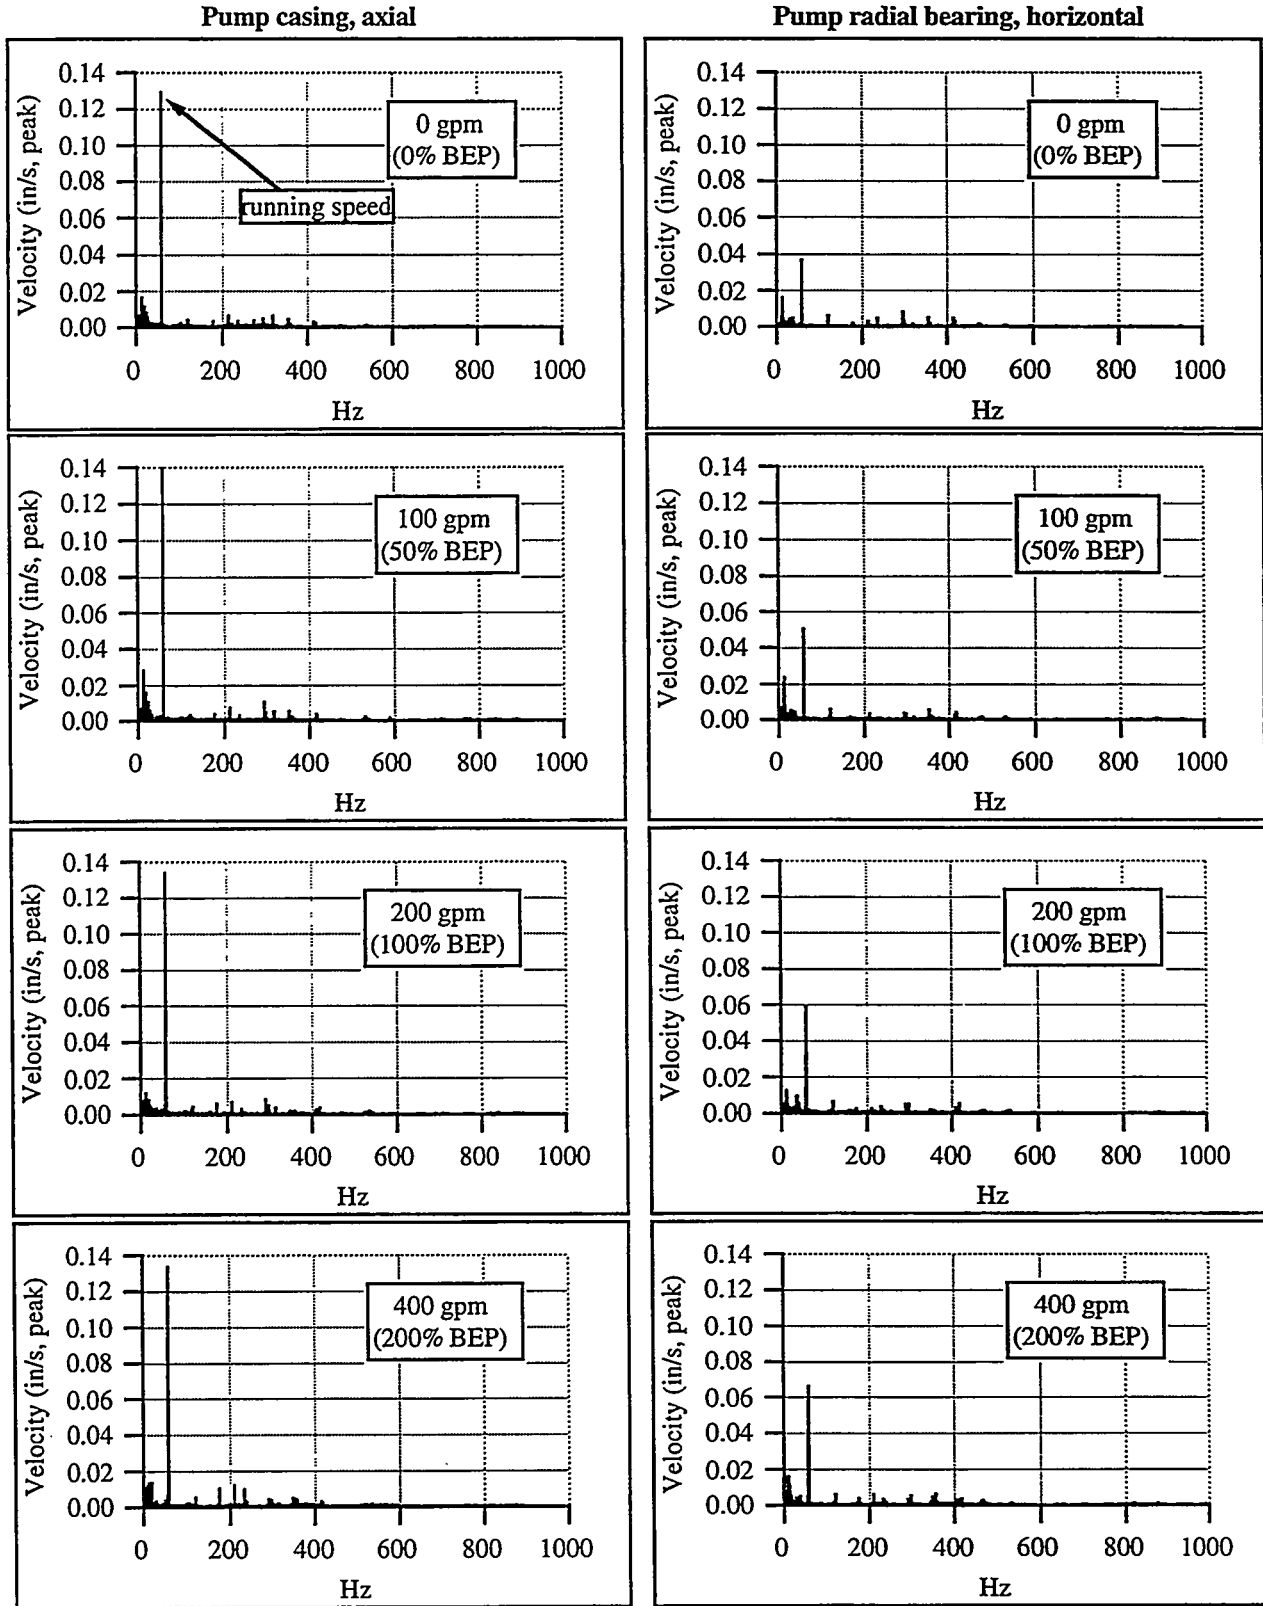 Pump casing, axial
Pump radial bearing, horizontal
Velocity (in/s, peak)
0.14
0.12
0.10
0.08
0.06
0.04
0.02
0.00
0 gpm
(0% BEP)
running speed
0 200 400 600 800 1000
Hz
Velocity (in/s, peak)
0.14
0.12
0.10
0.08
0.06
0.04
0.02
0.00
0 gpm
(0% BEP)
0 200 400 600 800 1000
Hz
Velocity (in/s, peak)
0.14
0.12
0.10
0.08
0.06
0.04
0.02
0.00
100 gpm
(50% BEP)
0 200 400 600 800 1000
Hz
Velocity (in/s, peak)
0.14
0.12
0.10
0.08
0.06
0.04
0.02
0.00
100 gpm
(50% BEP)
0 200 400 600 800 1000
Hz
Velocity (in/s, peak)
0.14
0.12
0.10
0.08
0.06
0.04
0.02
0.00
200 gpm
(100% BEP)
0 200 400 600 800 1000
Hz
Velocity (in/s, peak)
0.14
0.12
0.10
0.08
0.06
0.04
0.02
0.00
200 gpm
(100% BEP)
0 200 400 600 800 1000
Hz
Velocity (in/s, peak)
0.14
0.12
0.10
0.08
0.06
0.04
0.02
0.00
400 gpm
(200% BEP)
0 200 400 600 800 1000
Hz
Velocity (in/s, peak)
0.14
0.12
0.10
0.08
0.06
0.04
0.02
0.00
400 gpm
(200% BEP)
0 200 400 600 800 1000
Hz